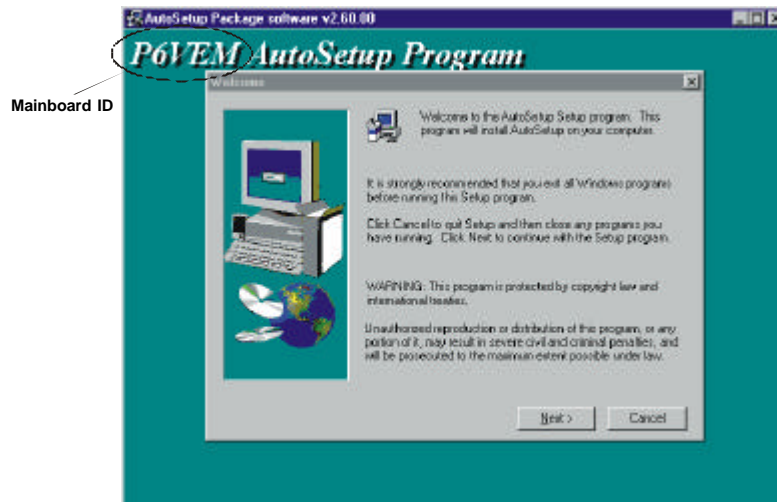 AutoSetup Package software v2.60.00
P6VEM AutoSetup Program
Mainboard ID
Welcome
Welcome to the AutoSetup Setup program. This
program will install AutoSetup on your computer.
It is strongly recommended that you exit all Windows programs
before running this Setup program.
Click Cancel to quit Setup and then close any programs you
have running. Click Next to continue with the Setup program.
WARNING: This program is protected by copyright law and
international treaties.
Unauthorized reproduction or distribution of this program, or any
portion of it, may result in severe civil and criminal penalties, and
will be prosecuted to the maximum extent possible under law.
Next >
Cancel